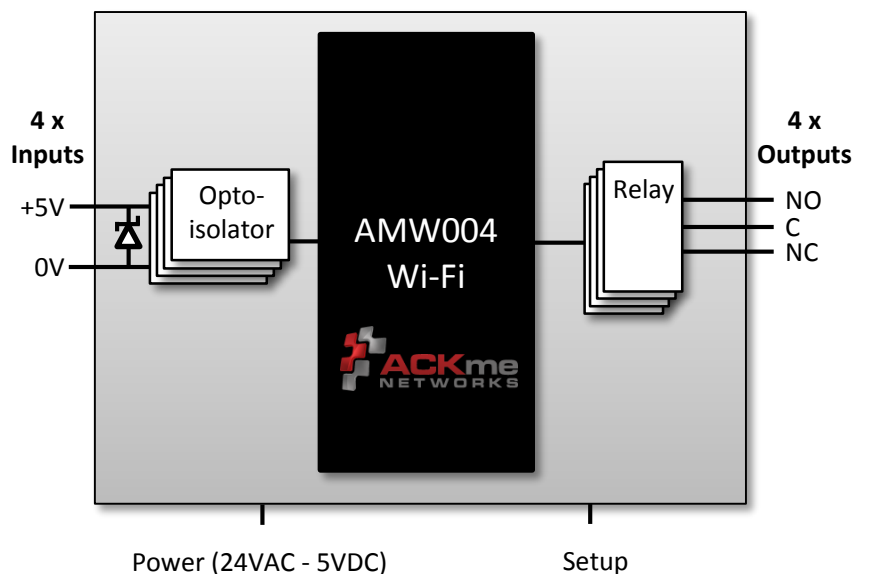 4 x
Inputs
+5V
0V
Opto-
isolator
AMW004
Wi-Fi
ACKme
NETWORKS
Relay
4 x
Outputs
NO
C
NC
Power (24VAC - 5VDC)
Setup